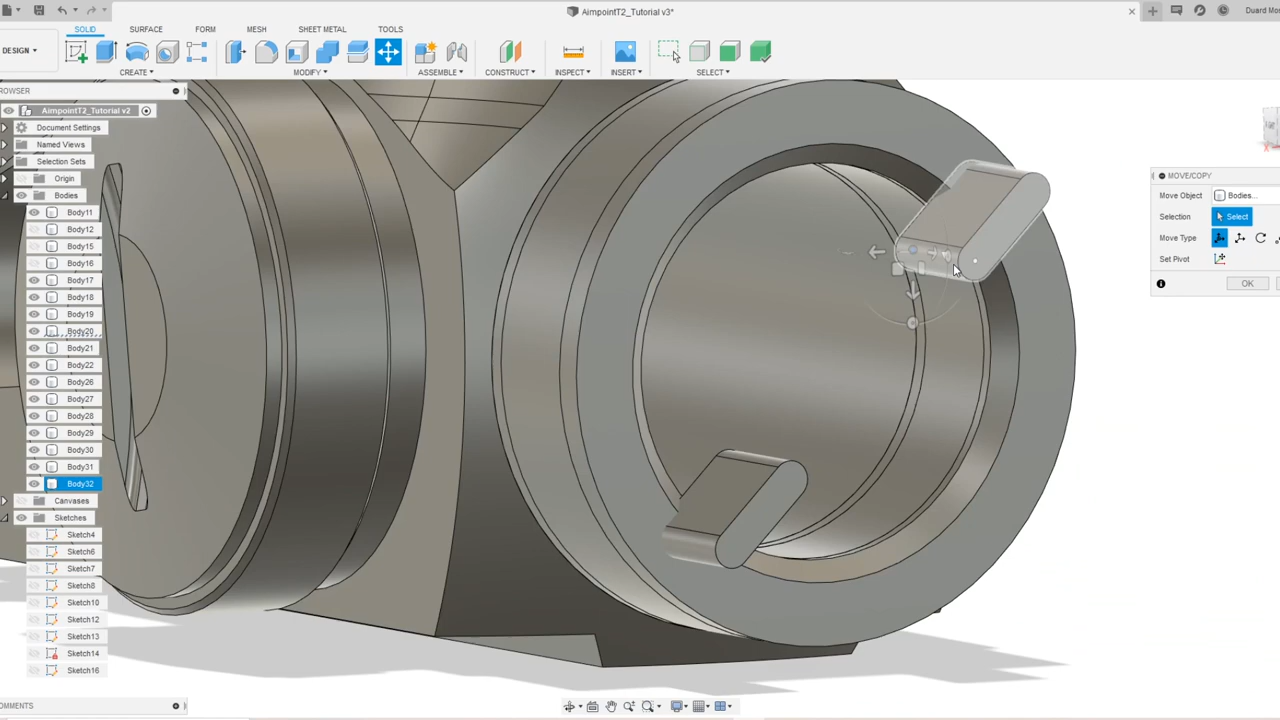 AimpointT2_Tutorial v3*
Duard Mos
SOLID SURFACE FORM MESH SHEET METAL TOOLS
DESIGN
CREATE MODIFY ASSEMBLE CONSTRUCT INSPECT INSERT SELECT
BROWSER
AimpointT2_Tutorial v2
Document Settings
Named Views
Selection Sets
Origin
Bodies
Body11
Body12
Body15
Body16
Body17
Body18
Body19
Body20
Body21
Body22
Body26
Body27
Body28
Body29
Body30
Body31
Body32
Canvases
Sketches
Sketch4
Sketch6
Sketch7
Sketch8
Sketch10
Sketch12
Sketch13
Sketch14
Sketch16
OMMENTS
MOVE/COPY
Move Object Bodies...
Selection Select
Move Type
Set Pivot
OK